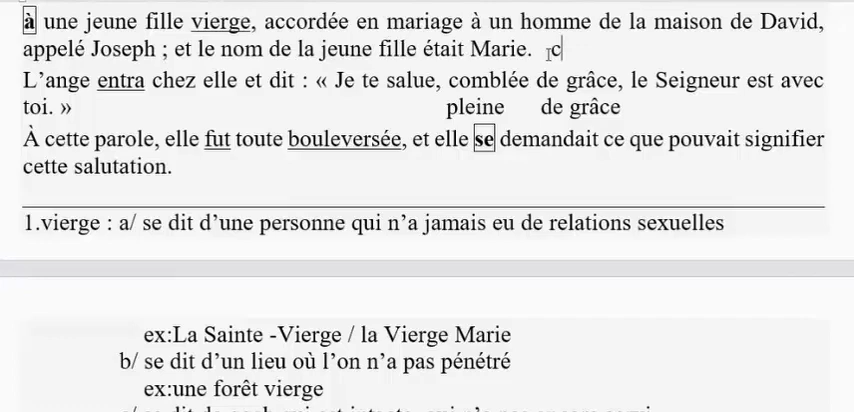 à une jeune fille vierge, accordée en mariage à un homme de la maison de David,
appelé Joseph ; et le nom de la jeune fille était Marie. c
L’ange entra chez elle et dit : « Je te salue, comblée de grâce, le Seigneur est avec
toi. » pleine de grâce
À cette parole, elle fut toute bouleversée, et elle se demandait ce que pouvait signifier
cette salutation.
1.vierge : a/ se dit d’une personne qui n’a jamais eu de relations sexuelles
ex:La Sainte -Vierge / la Vierge Marie
b/ se dit d’un lieu où l’on n’a pas pénétré
ex:une forêt vierge